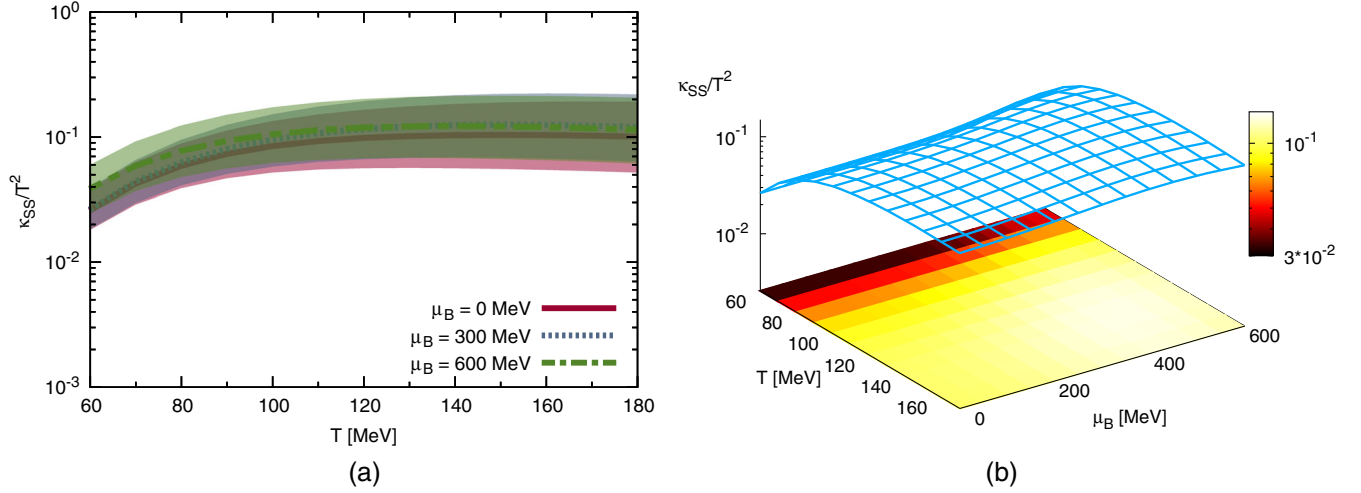 κSS/T²
10⁰
10⁻¹
10⁻²
10⁻³
60 80 100 120 140 160 180
T [MeV]
μB = 0 MeV
μB = 300 MeV
μB = 600 MeV
(a)
κSS/T²
10⁻¹
10⁻²
60
80
100
120
140
160
T [MeV]
0
200
400
600
μB [MeV]
10⁻¹
3*10⁻²
(b)